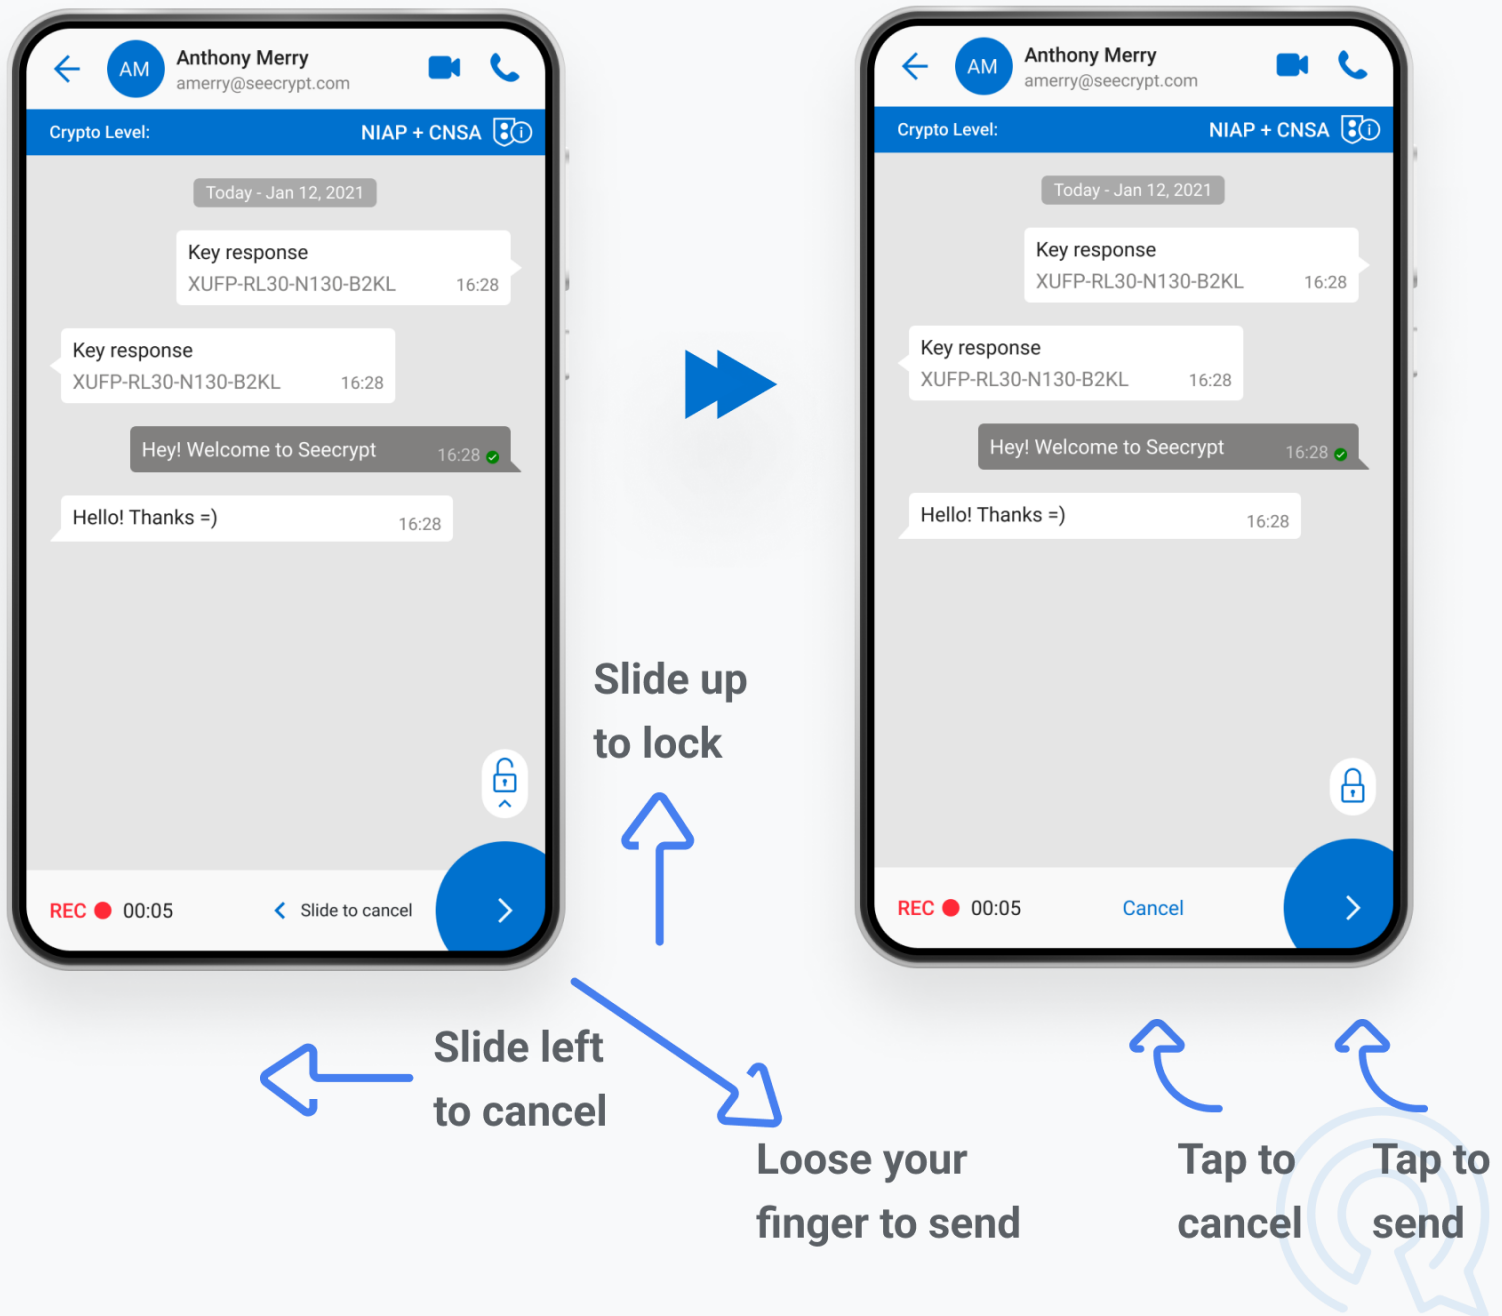 AM
Anthony Merry
amerry@seecrypt.com
Crypto Level:
NIAP + CNSA
Today - Jan 12, 2021
Key response
XUFP-RL30-N130-B2KL 16:28
Key response
XUFP-RL30-N130-B2KL 16:28
Hey! Welcome to Seecrypt 16:28
Hello! Thanks =) 16:28
REC 00:05
Slide to cancel
Slide up
to lock
Slide left
to cancel
Loose your
finger to send
AM
Anthony Merry
amerry@seecrypt.com
Crypto Level:
NIAP + CNSA
Today - Jan 12, 2021
Key response
XUFP-RL30-N130-B2KL 16:28
Key response
XUFP-RL30-N130-B2KL 16:28
Hey! Welcome to Seecrypt 16:28
Hello! Thanks =) 16:28
REC 00:05
Cancel
Tap to
cancel
Tap to
send